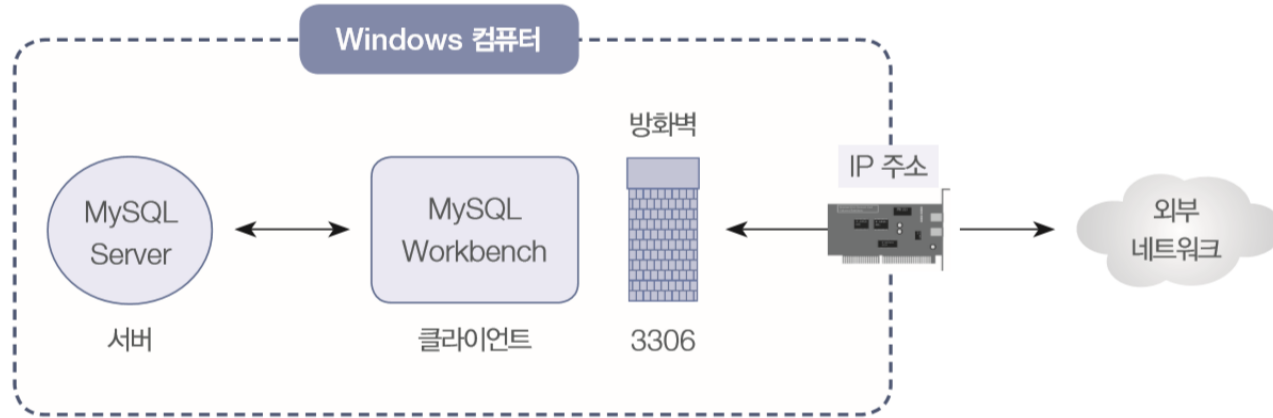 Windows 컴퓨터
방화벽
IP 주소
MySQL
Server
MySQL
Workbench
외부
네트워크
서버
클라이언트
3306